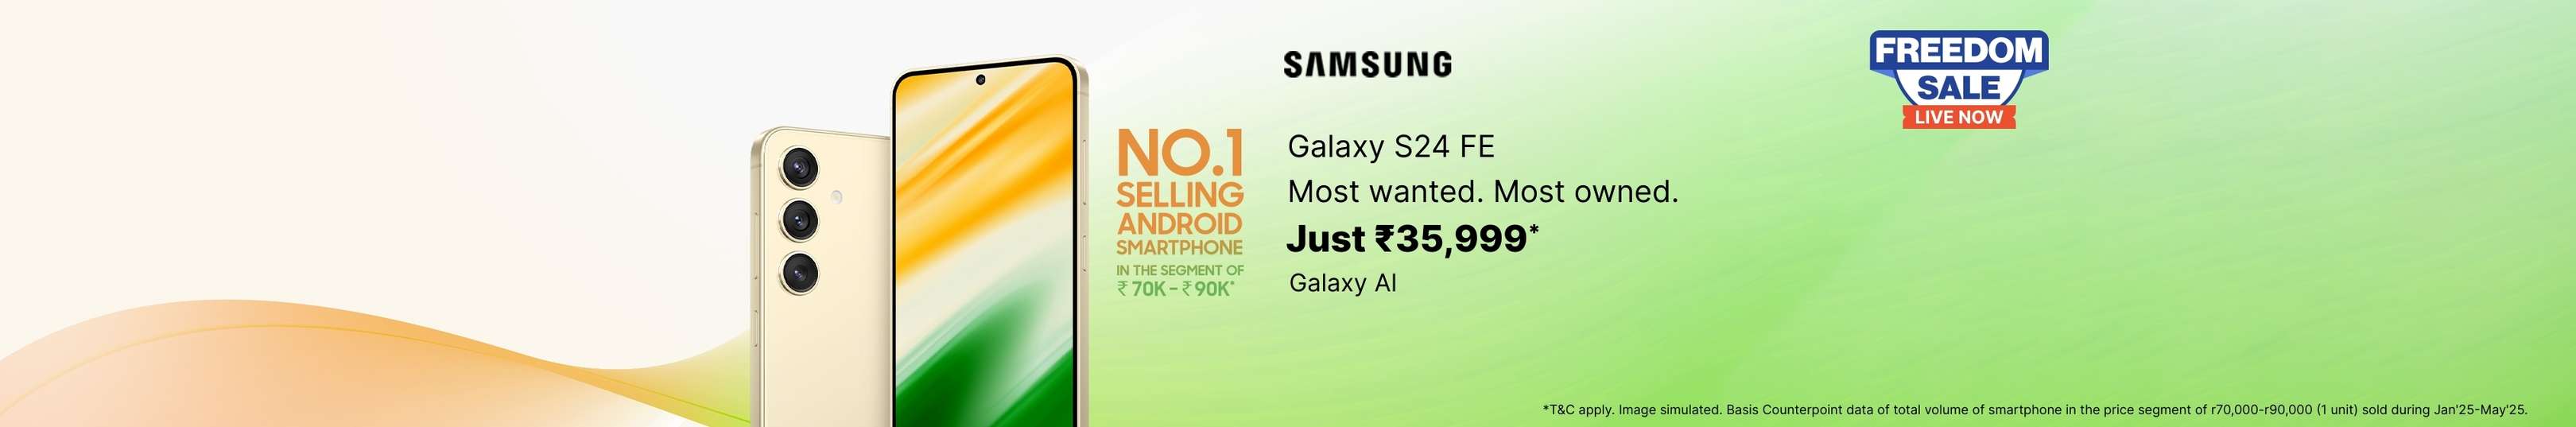 SAMSUNG
FREEDOM
SALE
LIVE NOW
NO.1
SELLING
ANDROID
SMARTPHONE
IN THE SEGMENT OF
₹ 70K - ₹ 90K*
Galaxy S24 FE
Most wanted. Most owned.
Just ₹35,999*
Galaxy AI
*T&C apply. Image simulated. Basis Counterpoint data of total volume of smartphone in the price segment of r70,000-r90,000 (1 unit) sold during Jan'25-May'25.